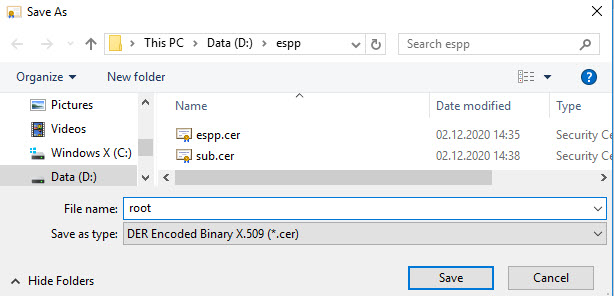 Save As
This PC > Data (D:) > espp
Search espp
Organize
New folder
Pictures
Videos
Windows X (C:)
Data (D:)
Name
Date modified
Type
espp.cer
02.12.2020 14:35
Security Ce
sub.cer
02.12.2020 14:38
Security Ce
File name:
root
Save as type:
DER Encoded Binary X.509 (*.cer)
Hide Folders
Save
Cancel